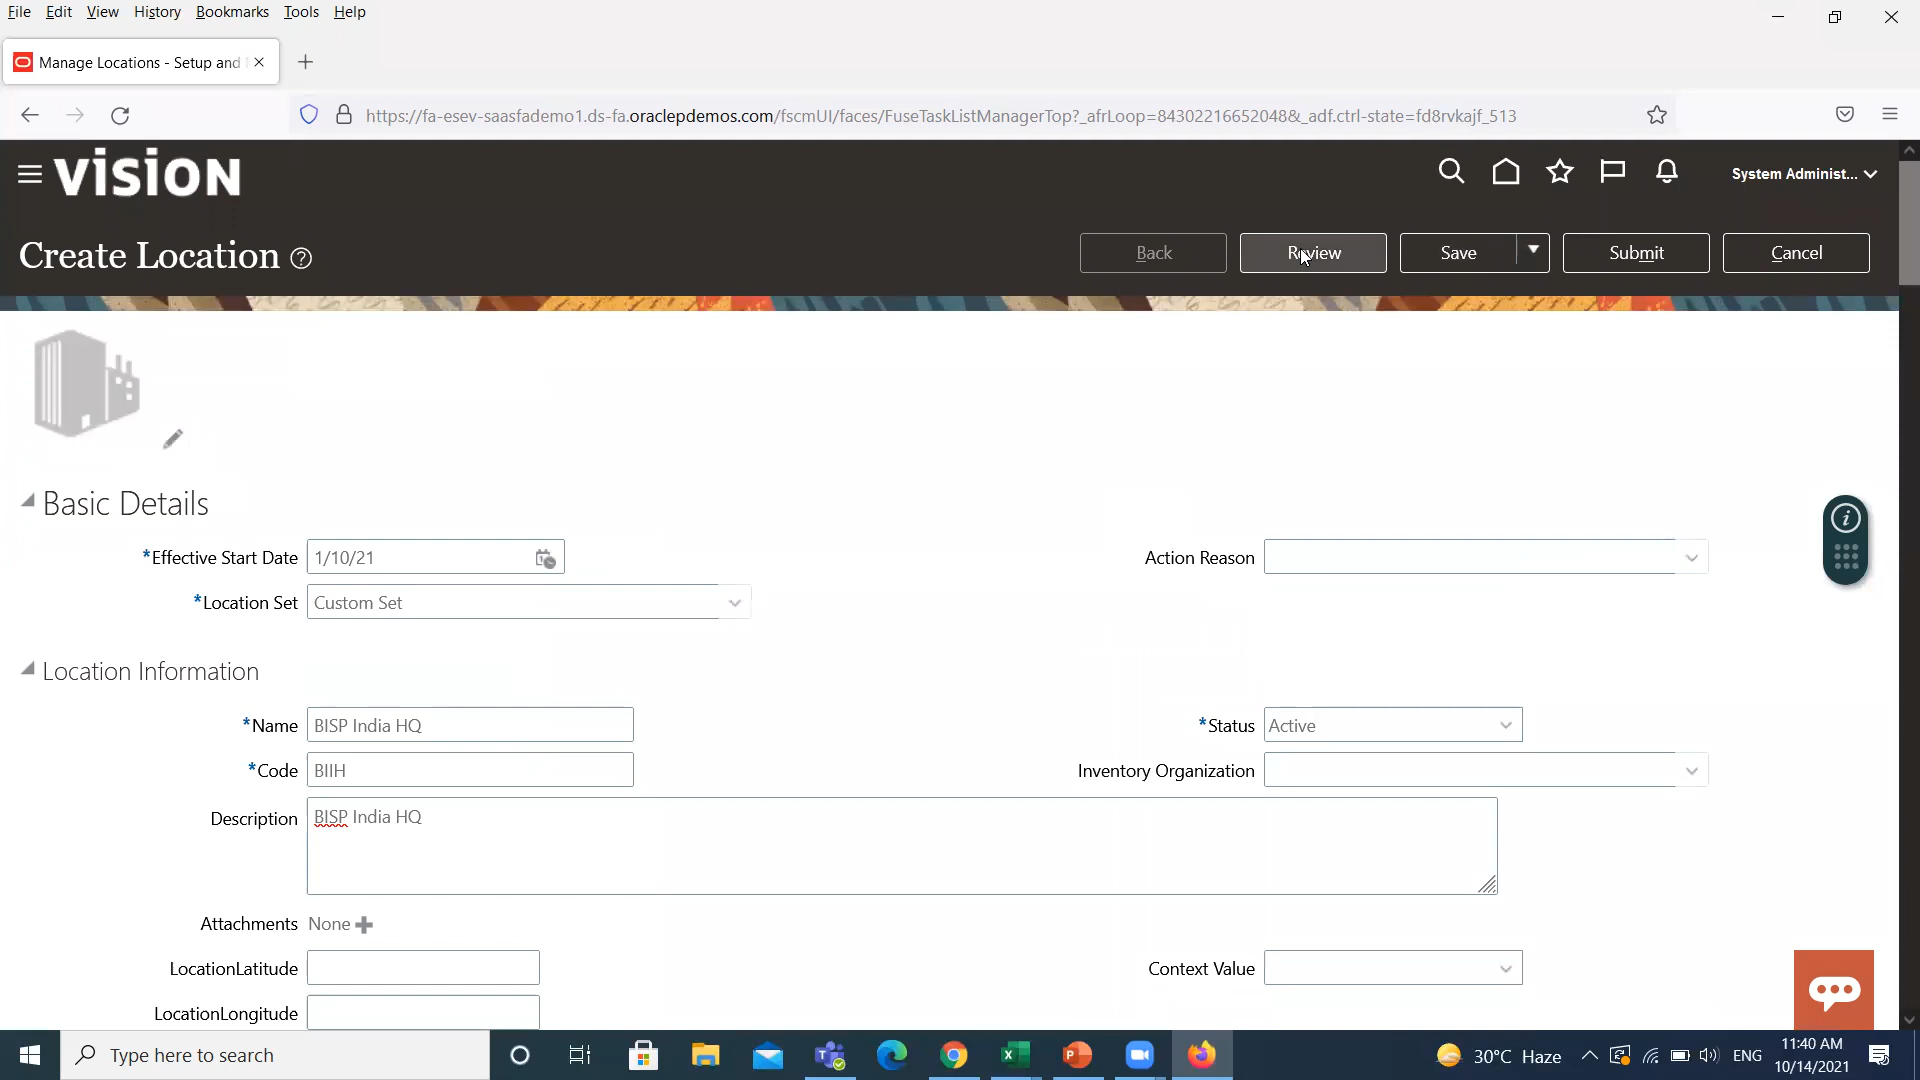 File Edit View History Bookmarks Tools Help
Manage Locations - Setup and
https://fa-esev-saasfademo1.ds-fa.oraclepdemos.com/fscmUI/faces/FuseTaskListManagerTop?_afrLoop=84302216652048&_adf.ctrl-state=fd8rvkajf_513
vision
System Administ...
Create Location ?
Back Review Save Submit Cancel
Basic Details
*Effective Start Date 1/10/21 Action Reason
*Location Set Custom Set
Location Information
*Name BISP India HQ *Status Active
*Code BIIH Inventory Organization
Description BISP India HQ
Attachments None
LocationLatitude Context Value
LocationLongitude
Type here to search
30°C Haze ENG 11:40 AM
10/14/2021